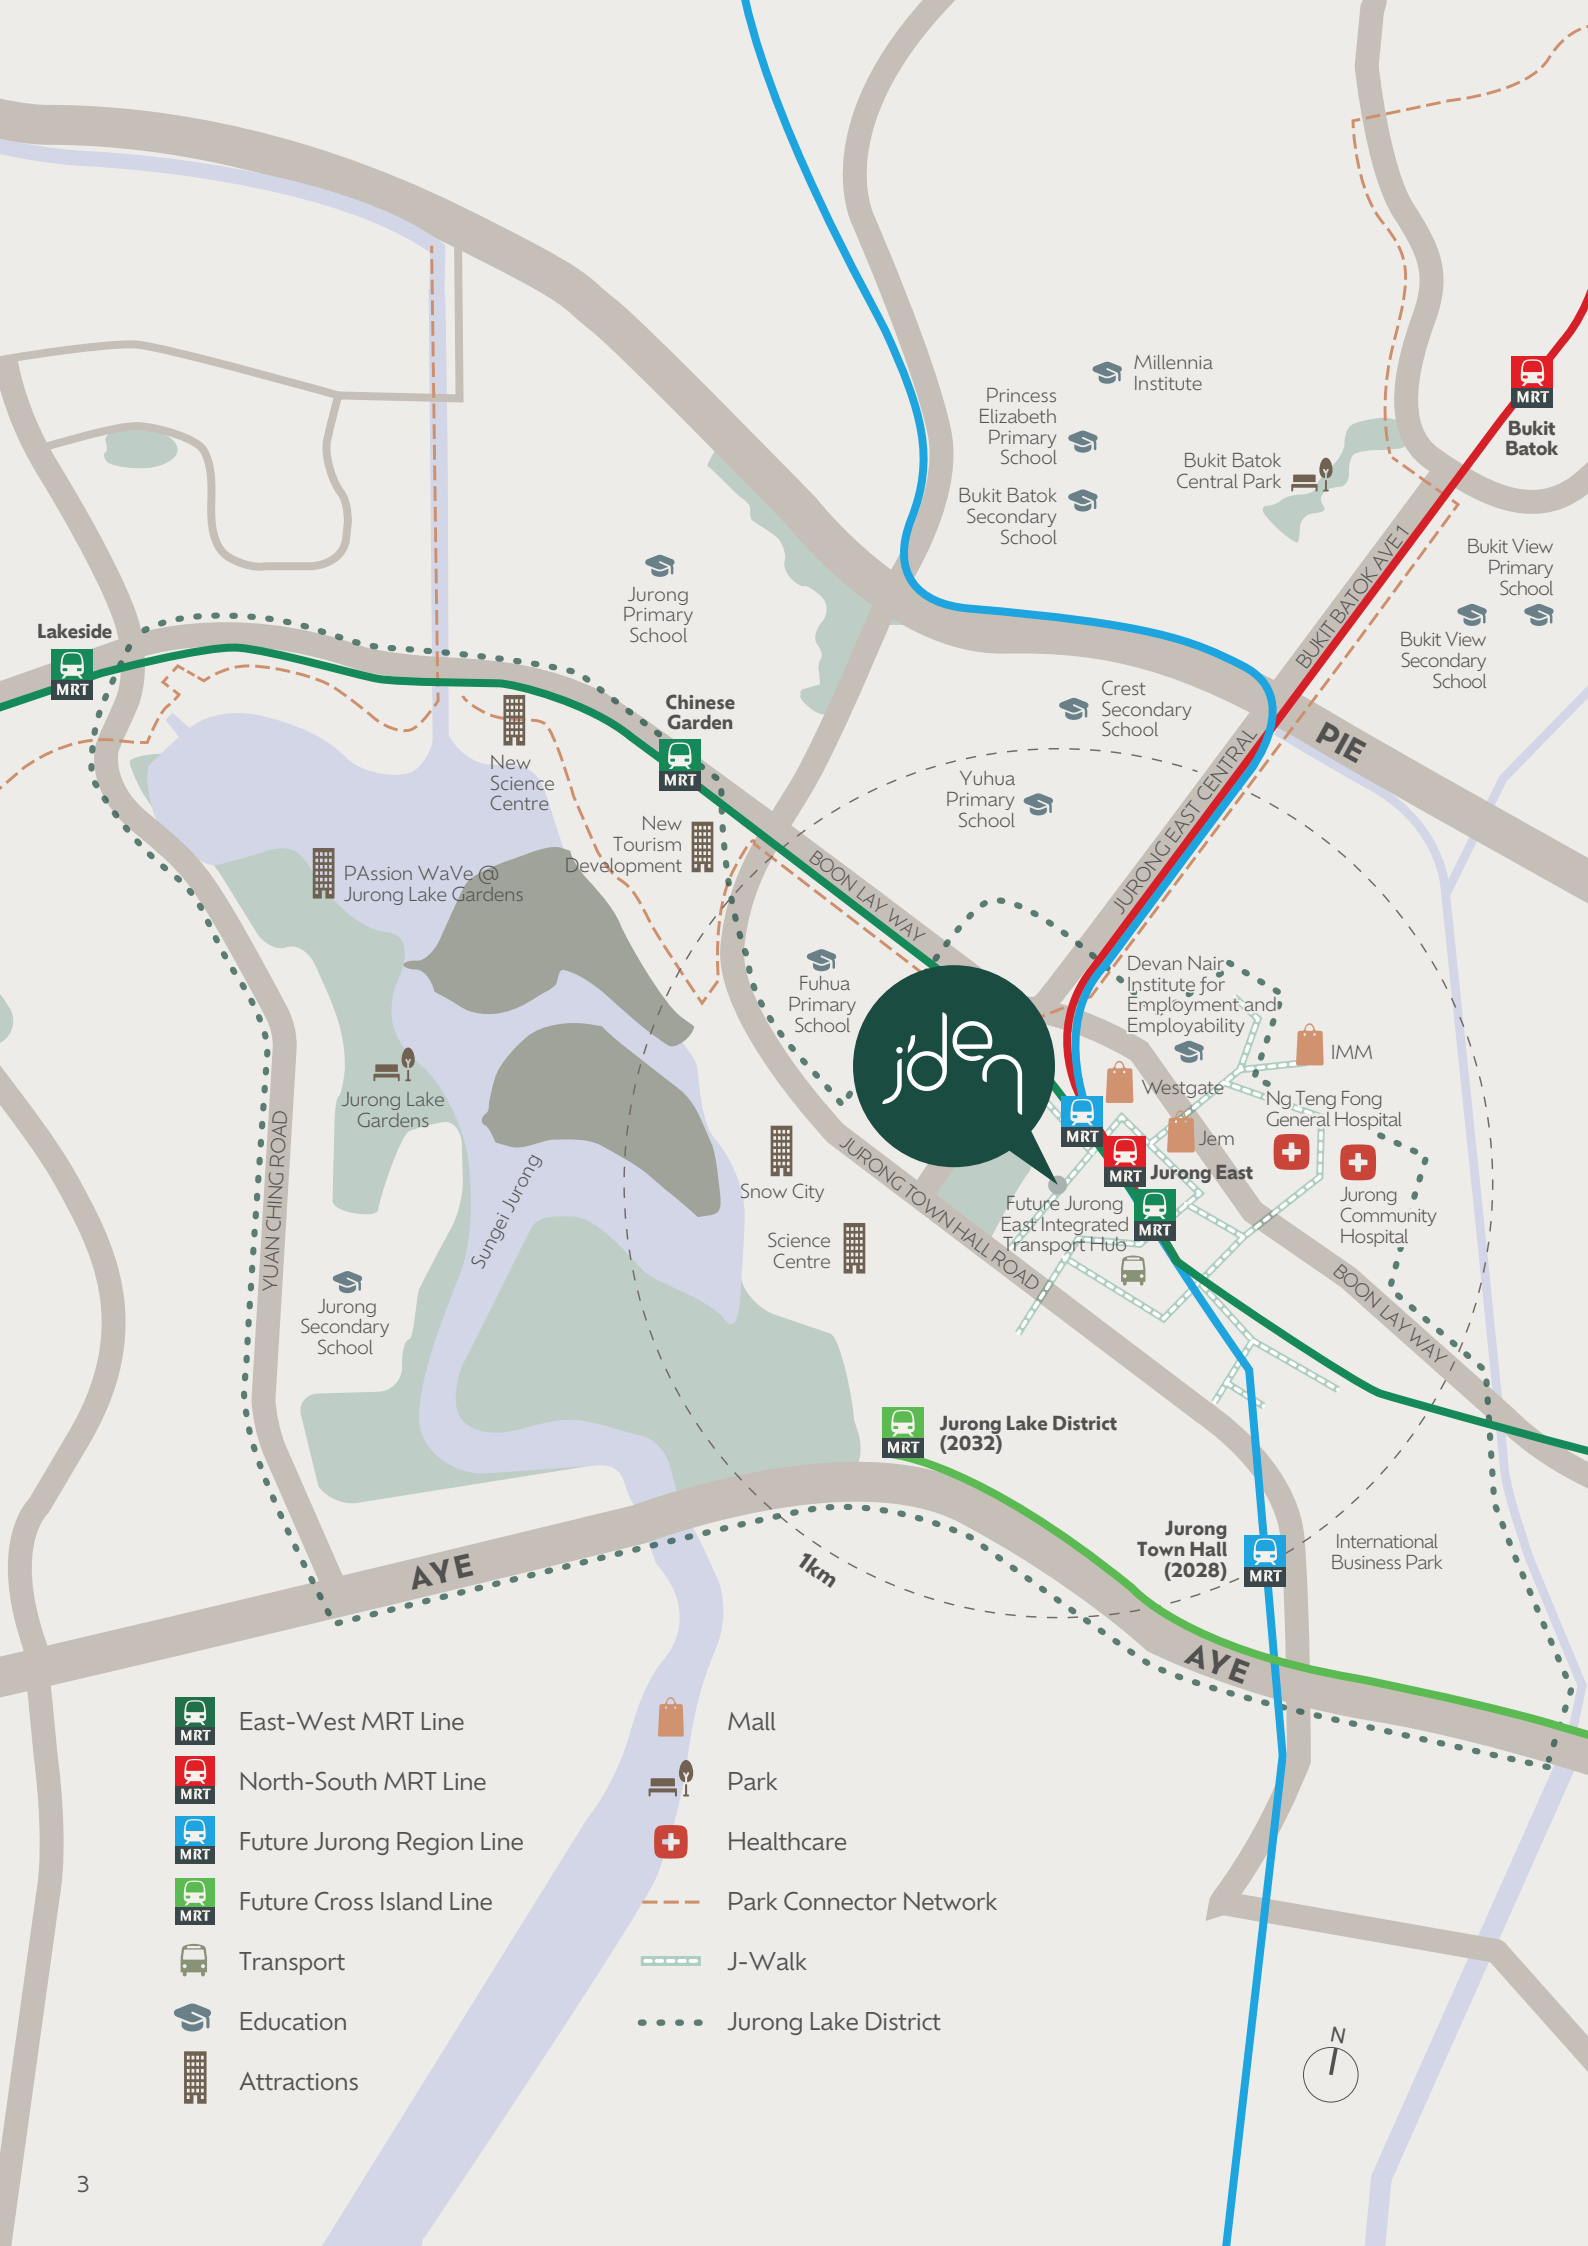 Millennia
Institute
Princess
Elizabeth
Primary
School
MRT
Bukit
Batok
Bukit Batok
Central Park
Bukit Batok
Secondary
School
BUKIT BATOK AVE 1
Bukit View
Primary
School
Bukit View
Secondary
School
Jurong
Primary
School
Lakeside
MRT
Chinese
Garden
MRT
Crest
Secondary
School
PIE
New
Science
Centre
JURONG EAST CENTRAL
Yuhua
Primary
School
New
Tourism
Development
PAssion WaVe @
Jurong Lake Gardens
BOON LAY WAY
Fuhua
Primary
School
Devan Nair
Institute for
Employment and
Employability
j'den
IMM
Westgate
Jurong Lake
Gardens
Ng Teng Fong
General Hospital
MRT
Jem
MRT
Jurong East
YUAN CHING ROAD
Sungei Jurong
Snow City
JURONG TOWN HALL ROAD
Future Jurong
East Integrated
Transport Hub
MRT
Jurong
Community
Hospital
Science
Centre
Jurong
Secondary
School
BOON LAY WAY
MRT
Jurong Lake District
(2032)
Jurong
Town Hall
(2028)
MRT
International
Business Park
1km
AYE
AYE
MRT
East-West MRT Line
MRT
North-South MRT Line
MRT
Future Jurong Region Line
MRT
Future Cross Island Line
Transport
Education
Attractions
Mall
Park
Healthcare
Park Connector Network
J-Walk
Jurong Lake District
N
3